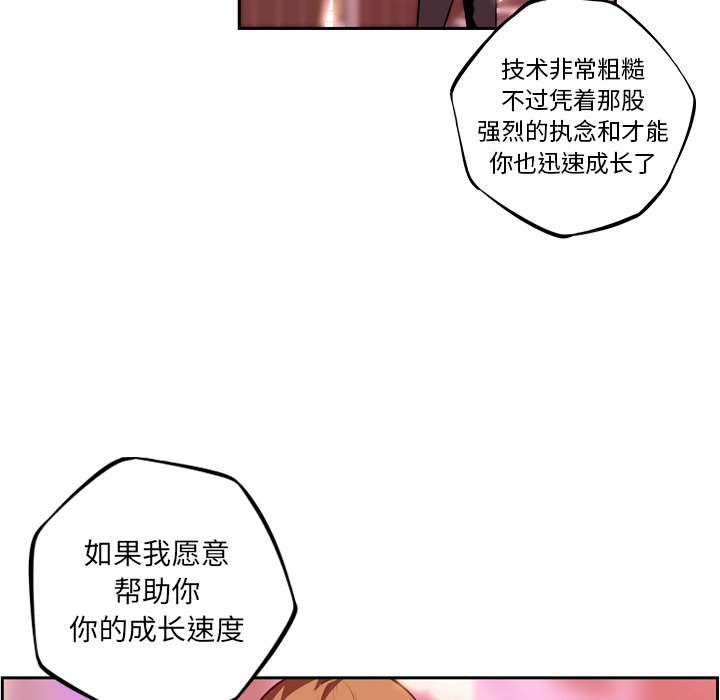 技术非常粗糙
不过凭着那股
强烈的执念和才能
你也迅速成长了
如果我愿意
帮助你
你的成长速度